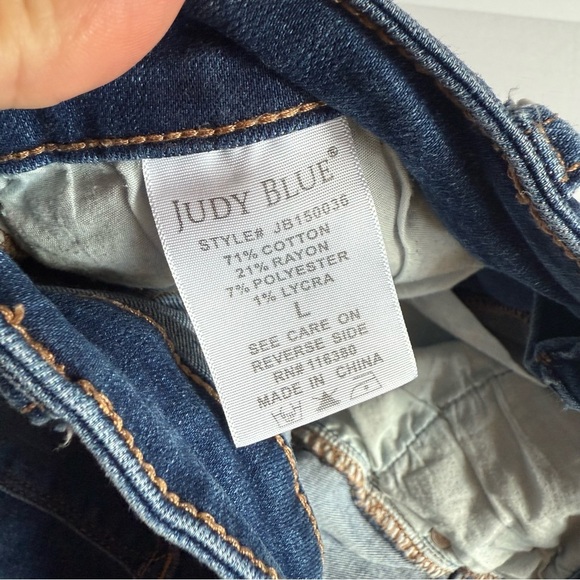 JUDY BLUE®
STYLE# JB150036
71% COTTON
21% RAYON
7% POLYESTER
1% LYCRA
L
SEE CARE ON
REVERSE SIDE
RN# 116380
MADE IN CHINA